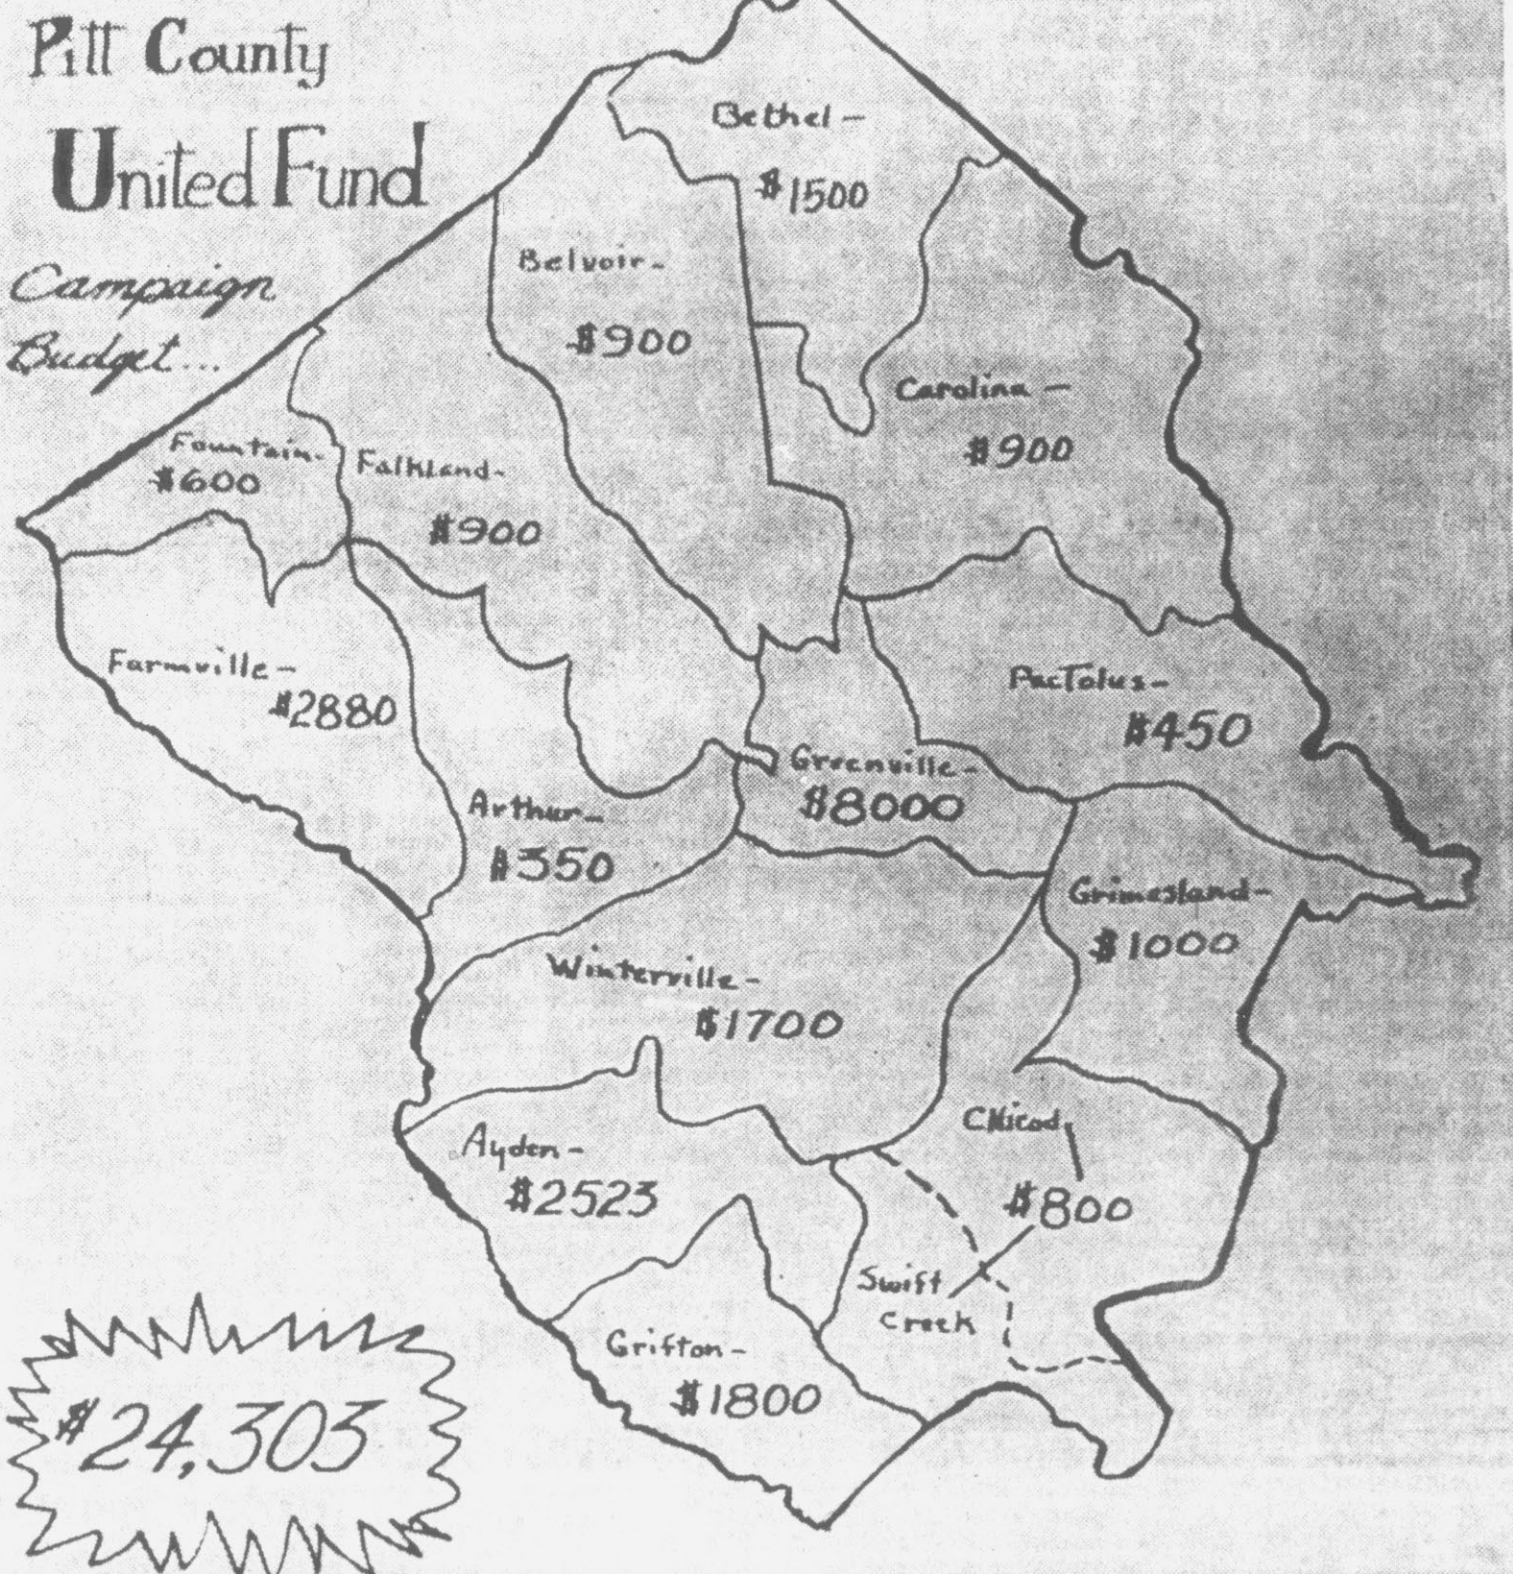 Pitt County
United Fund
Campaign
Budget...
Bethel –
$1500
Belvoir –
$900
Carolina –
$900
Fountain –
$600
Falkland –
$900
Farmville –
$2880
Pactolus –
$450
Greenville –
$8000
Arthur –
$350
Grimesland –
$1000
Winterville –
$1700
Chicod
$800
Ayden –
$2523
Swift
Creek
Grifton –
$1800
$24,303